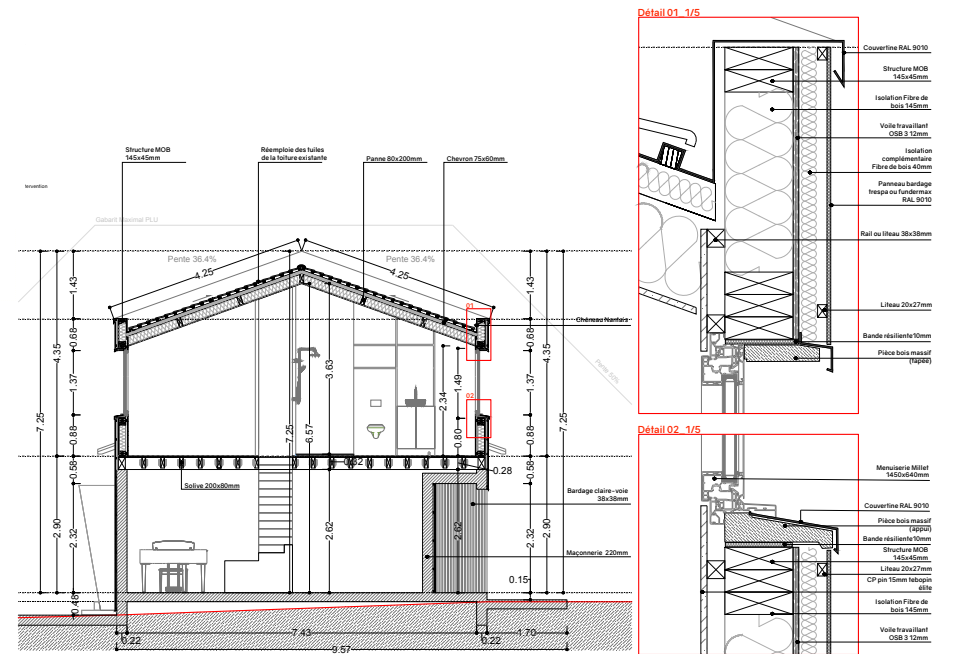 Détail 01_1/5
Couvertine RAL 9010
Structure MOB
145x45mm
Isolation Fibre de
bois 145mm
Voile travaillant
OSB 3 12mm
Isolation
complémentaire
Fibre de bois 40mm
Panneau bardage
trespa ou fundermax
RAL 9010
Rail ou liteau 38x38mm
Liteau 20x27mm
Bande résiliente10mm
Pièce bois massif
(tapée)
Détail 02_1/5
Menuiserie Millet
1450x640mm
Couvertine RAL 9010
Pièce bois massif
(appui)
Bande résiliente10mm
Structure MOB
145x45mm
Liteau 20x27mm
CP pin 15mm tebopin
élite
Isolation Fibre de
bois 145mm
Voile travaillant
OSB 3 12mm
Structure MOB
145x45mm
Réemploie des tuiles
de la toiture existante
Panne 80x200mm
Chevron 75x60mm
tervention
Gabarit Maximal PLU
Pente 36.4%
Pente 36.4%
4.25
4.25
01
Chêneau Nantais
Pente 50%
02
1.43
0.68
4.35
1.37
7.25
0.88
0.58
2.90
2.32
0.48
3.63
7.25
6.57
2.34
1.49
0.80
0.32
0.28
2.62
2.62
1.43
0.68
1.37
4.35
7.25
0.88
0.58
2.90
2.32
0.15
Solive 200x80mm
Bardage claire-voie
38x38mm
Maçonnerie 220mm
0.22
7.43
0.22
1.70
9.57